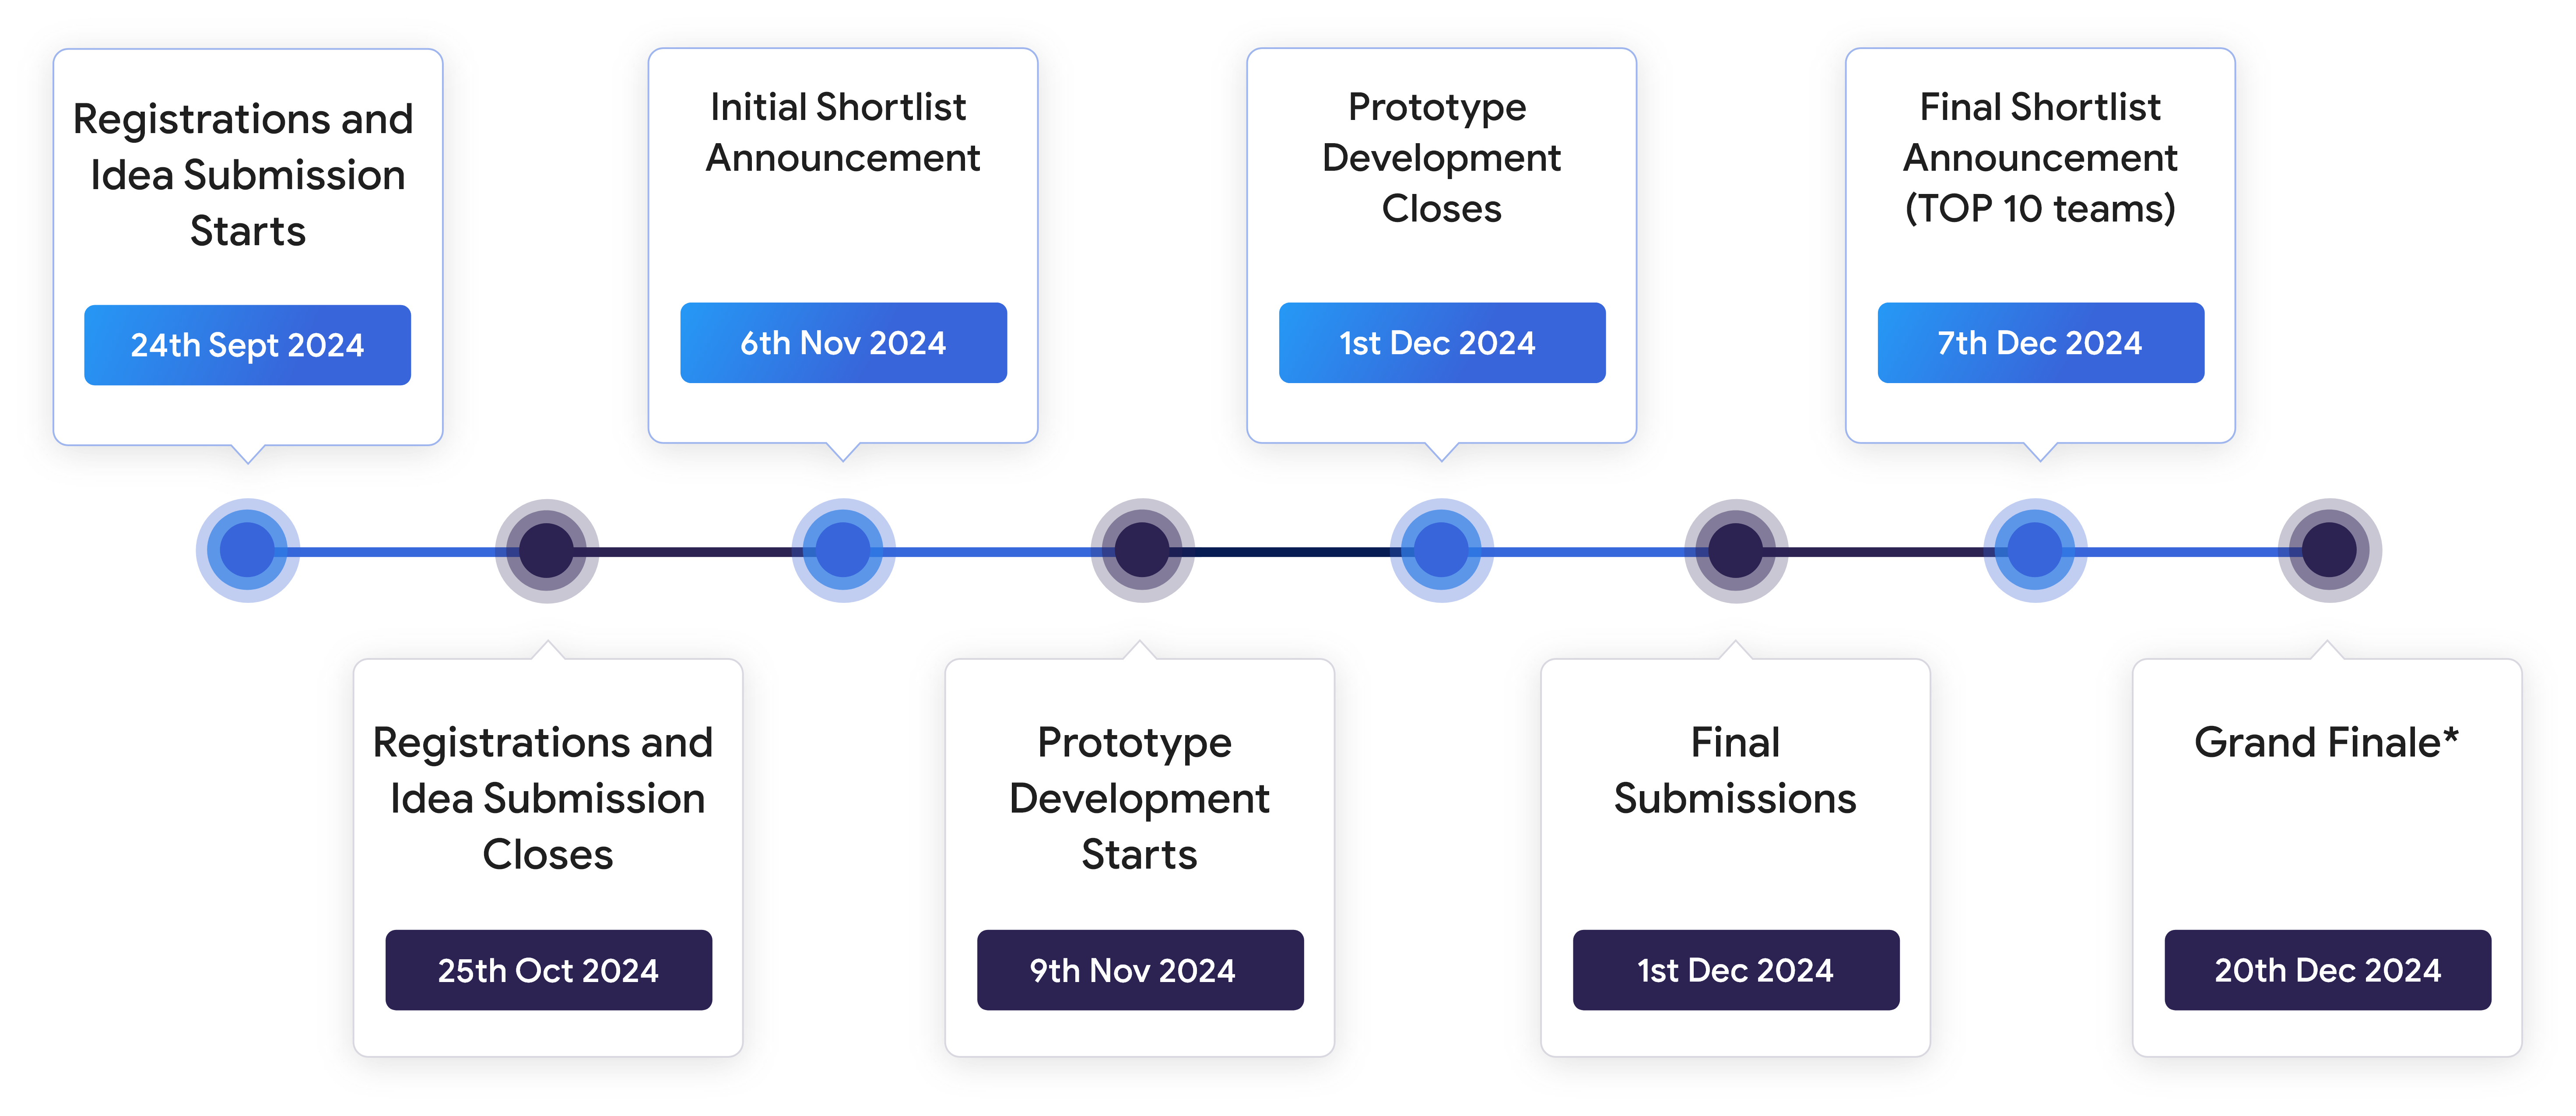 Registrations and
Idea Submission
Starts
24th Sept 2024
Registrations and
Idea Submission
Closes
25th Oct 2024
Initial Shortlist
Announcement
6th Nov 2024
Prototype
Development
Starts
9th Nov 2024
Prototype
Development
Closes
1st Dec 2024
Final
Submissions
1st Dec 2024
Final Shortlist
Announcement
(TOP 10 teams)
7th Dec 2024
Grand Finale*
20th Dec 2024